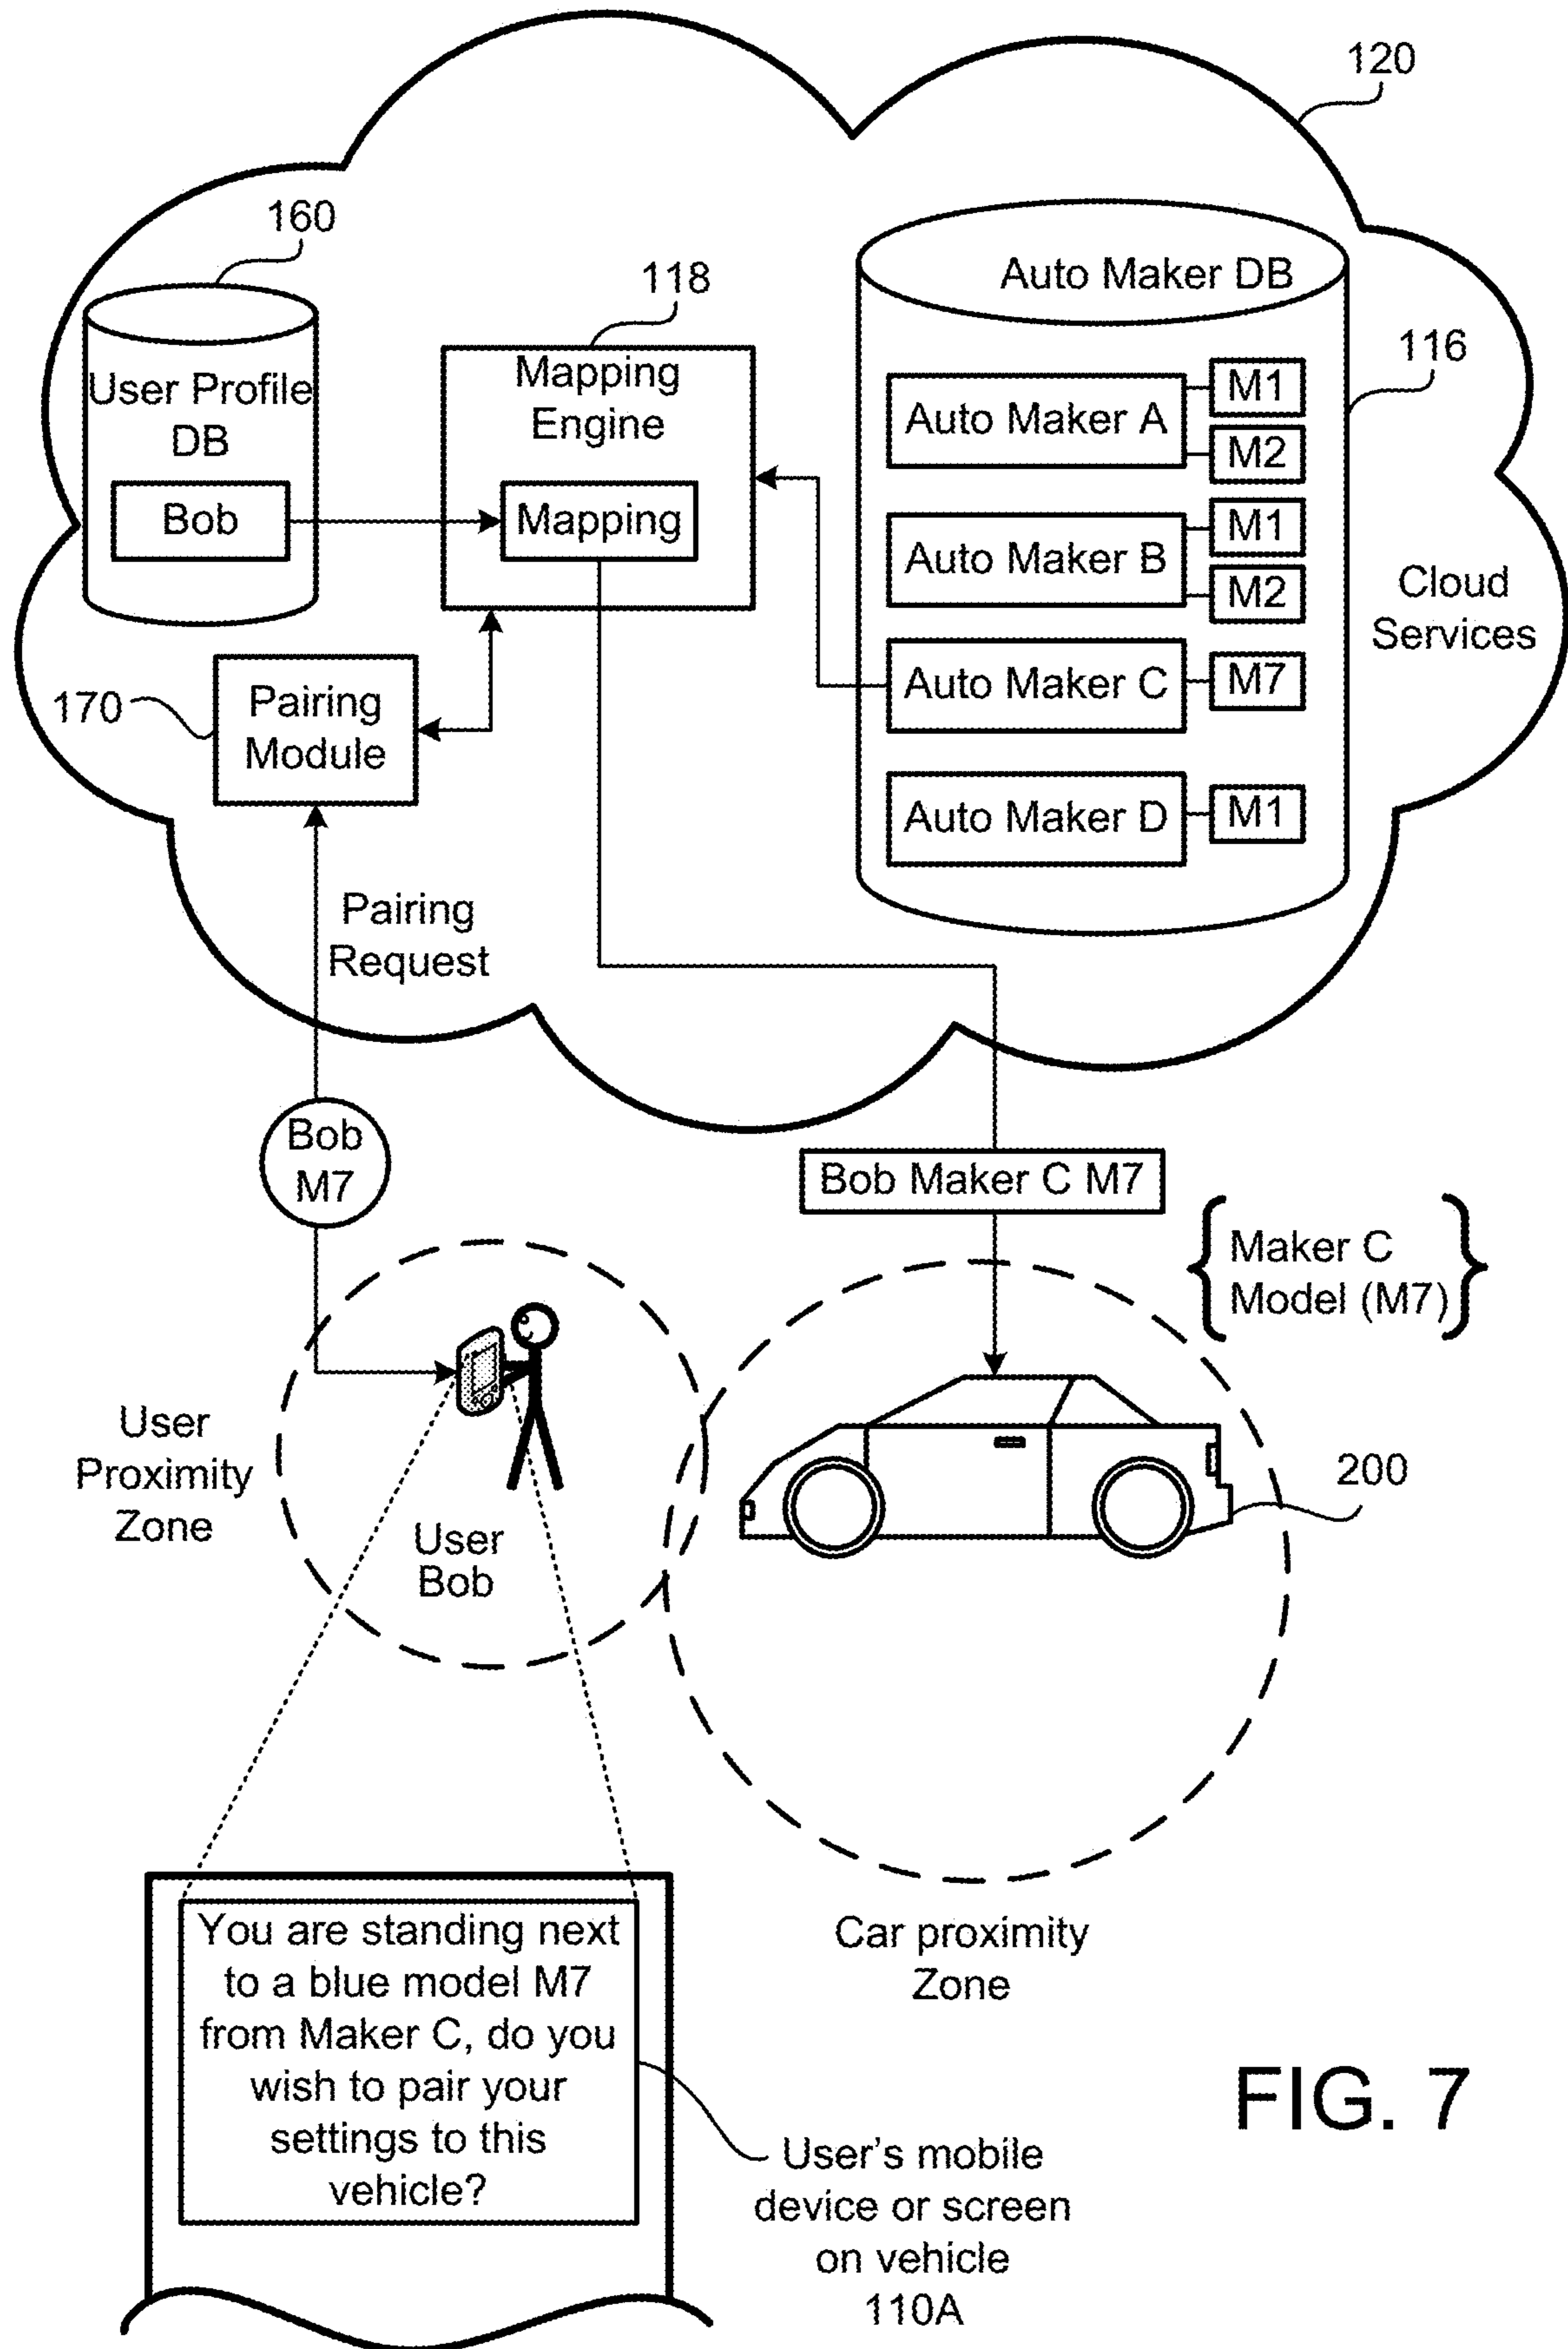 120
160
118
Auto Maker DB
116
User Profile
DB
Bob
Mapping
Engine
Mapping
Auto Maker A
M1
M2
Auto Maker B
M1
M2
Auto Maker C
M7
Auto Maker D
M1
Cloud
Services
170
Pairing
Module
Pairing
Request
Bob
M7
Bob Maker C M7
Maker C
Model (M7)
User
Proximity
Zone
User
Bob
200
Car proximity
Zone
You are standing next
to a blue model M7
from Maker C, do you
wish to pair your
settings to this
vehicle?
User's mobile
device or screen
on vehicle
110A
FIG. 7